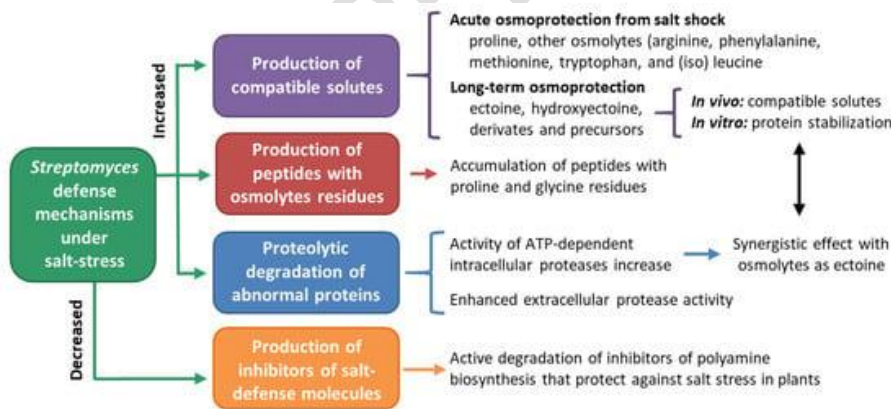 Streptomyces
defense
mechanisms
under
salt-stress
Increased
Decreased
Production of
compatible solutes
Acute osmoprotection from salt shock
proline, other osmolytes (arginine, phenylalanine,
methionine, tryptophan, and (iso) leucine
Long-term osmoprotection
ectoine, hydroxyectoine,
derivates and precursors
In vivo: compatible solutes
In vitro: protein stabilization
Production of
peptides with
osmolytes residues
Accumulation of peptides with
proline and glycine residues
Proteolytic
degradation of
abnormal proteins
Activity of ATP-dependent
intracellular proteases increase
Enhanced extracellular protease activity
Synergistic effect with
osmolytes as ectoine
Production of
inhibitors of salt-
defense molecules
Active degradation of inhibitors of polyamine
biosynthesis that protect against salt stress in plants